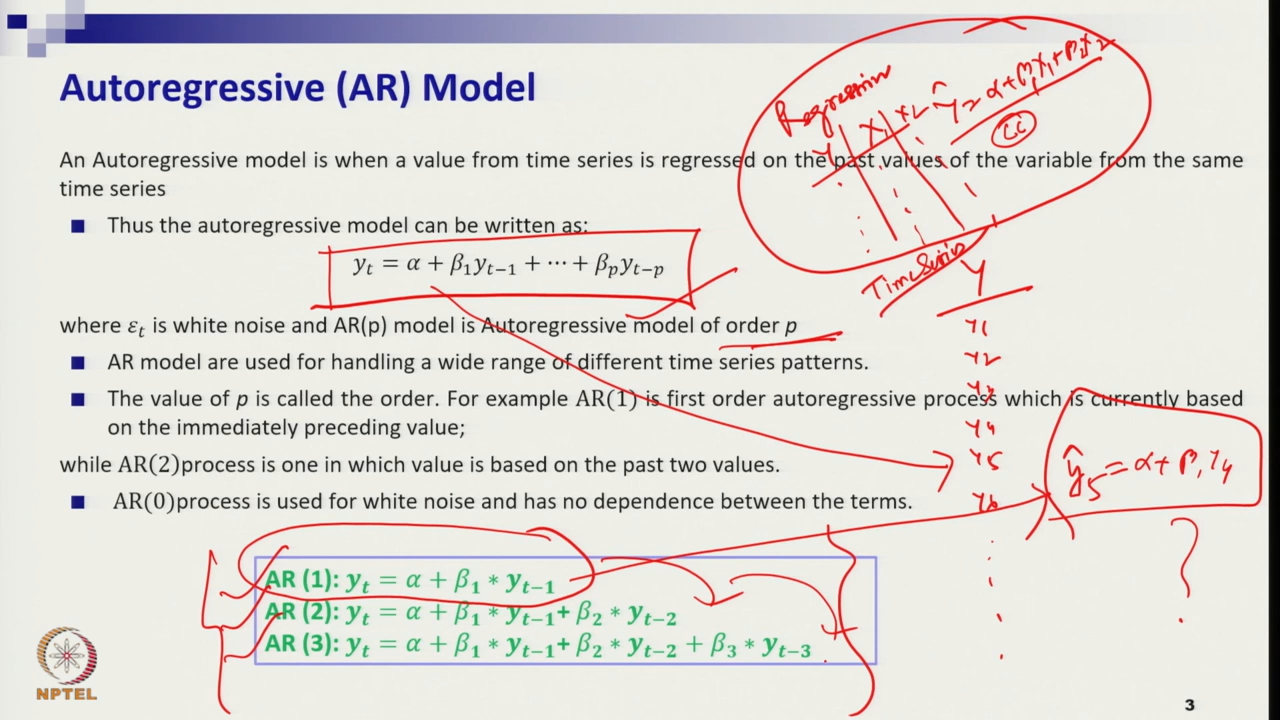 Autoregressive (AR) Model
An Autoregressive model is when a value from time series is regressed on the past values of the variable from the same
time series
Thus the autoregressive model can be written as:
yₜ = α + β₁yₜ₋₁ + ⋯ + βₚyₜ₋ₚ
where εₜ is white noise and AR(p) model is Autoregressive model of order p
AR model are used for handling a wide range of different time series patterns.
The value of p is called the order. For example AR(1) is first order autoregressive process which is currently based
on the immediately preceding value;
while AR(2)process is one in which value is based on the past two values.
AR(0)process is used for white noise and has no dependence between the terms.
AR (1): yₜ = α + β₁ * yₜ₋₁
AR (2): yₜ = α + β₁ * yₜ₋₁+ β₂ * yₜ₋₂
AR (3): yₜ = α + β₁ * yₜ₋₁+ β₂ * yₜ₋₂ + β₃ * yₜ₋₃
Regression
Y X₁ X₂ ŷ = α+β₁X₁+β₂X₂
Time Series
Y
Y1
Y2
Y3
Y4
Y5
Y6
ŷ₅ = α + β₁Y₄
?
NPTEL
3